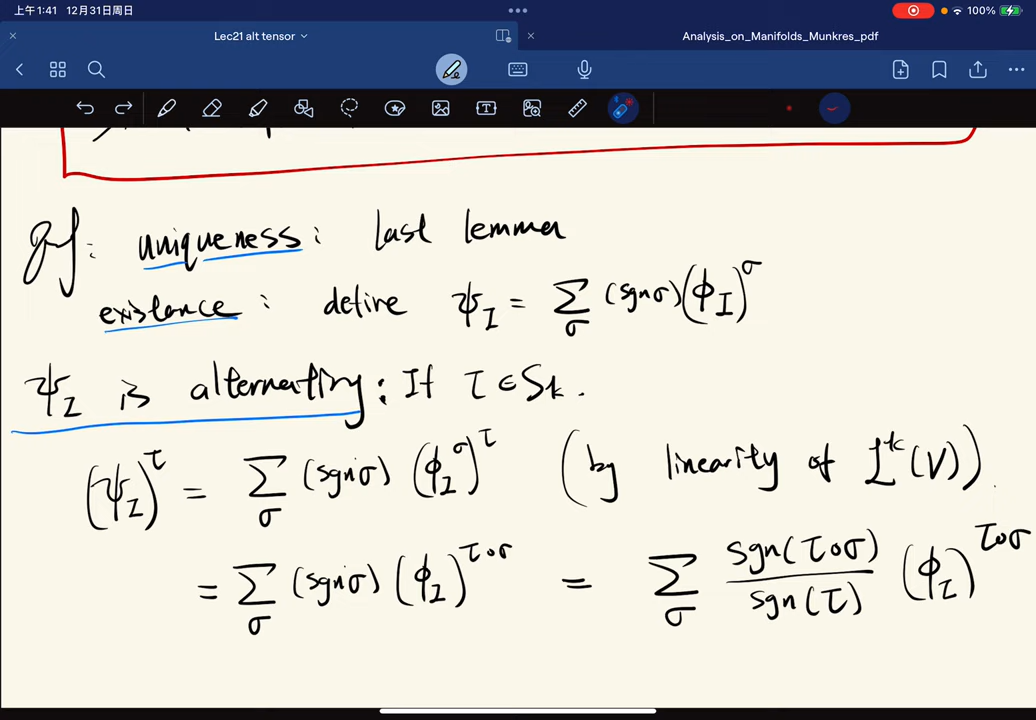 上午1:41 12月31日周日 100%
Lec21 alt tensor Analysis_on_Manifolds_Munkres_pdf
pf: uniqueness: last lemma
existence: define ψ_I = Σ_σ (sgn σ)(ϕ_I)^σ
ψ_I is alternating: If τ ∈ S_k.
(ψ_I)^τ = Σ_σ (sgn σ) (ϕ_I^σ)^τ (by linearity of L^k(V)).
= Σ_σ (sgn σ) (ϕ_I)^{τ∘σ} = Σ_σ sgn(τ∘σ)/sgn(τ) (ϕ_I)^{τ∘σ}